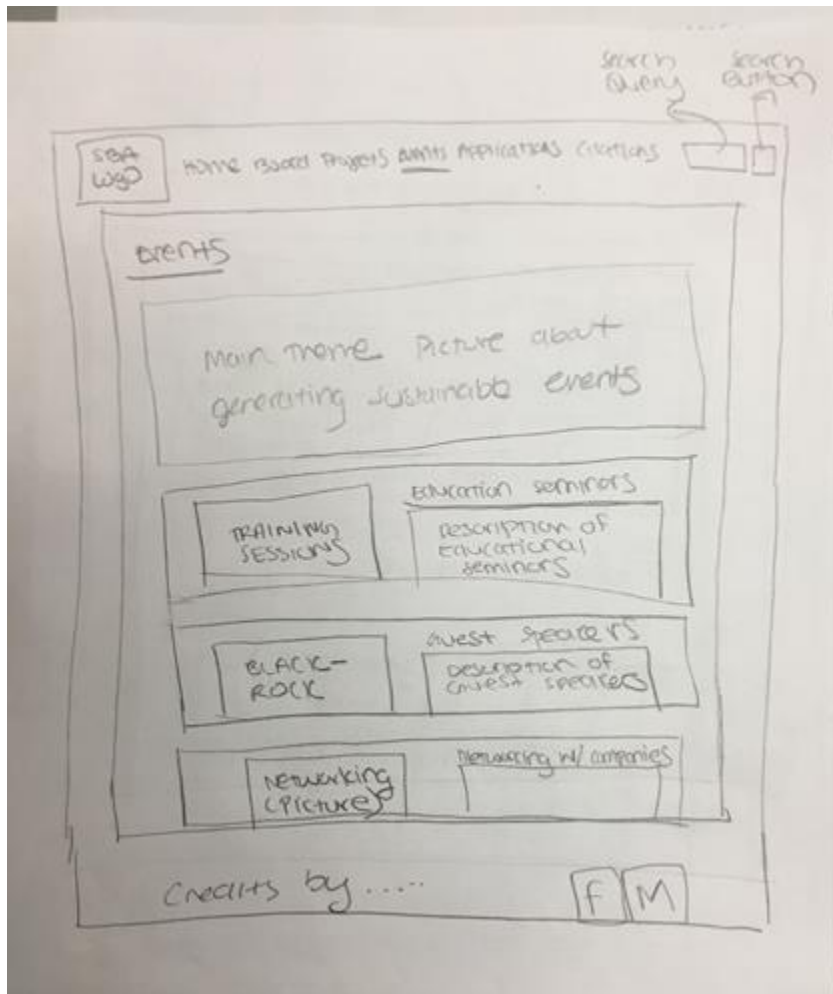 search
Query
search
Button
SBA
Home Board Projects Events Applications Citations
Events
Main Theme Picture about
generating sustainable events
TRAINING
SESSIONS
Education seminars
Description of
Educational
seminars
BLACK-
ROCK
Guest speakers
Description of
Guest speakers
Networking
(Picture)
Networking w/ companies
Credits by .....
f M